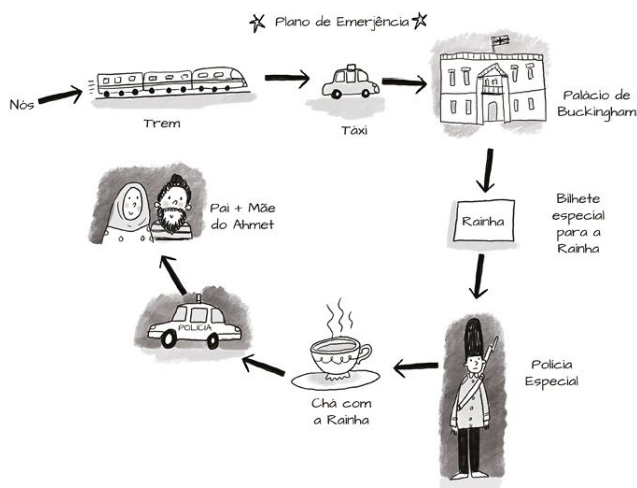 Plano de Emerjência
Nós
Trem
Táxi
Palácio de
Buckingham
Rainha
Bilhete
especial
para a
Rainha
Polícia
Especial
Chá com
a Rainha
POLÍCIA
Pai + Mãe
do Ahmet